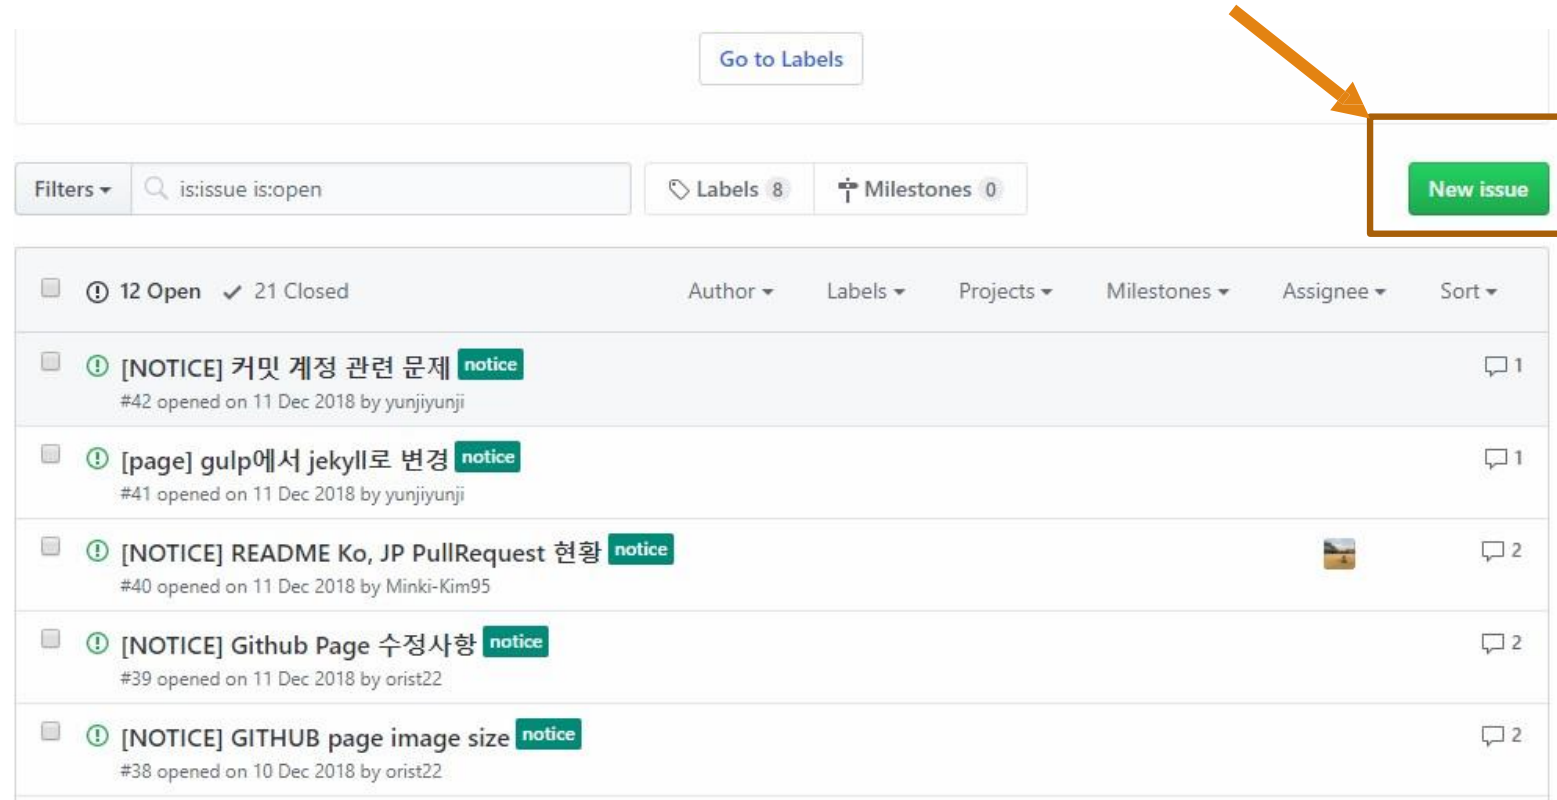 Go to Labels
Filters is:issue is:open Labels 8 Milestones 0 New issue
12 Open 21 Closed Author Labels Projects Milestones Assignee Sort
[NOTICE] 커밋 계정 관련 문제 notice 1
#42 opened on 11 Dec 2018 by yunjiyunji
[page] gulp에서 jekyll로 변경 notice 1
#41 opened on 11 Dec 2018 by yunjiyunji
[NOTICE] README Ko, JP PullRequest 현황 notice 2
#40 opened on 11 Dec 2018 by Minki-Kim95
[NOTICE] Github Page 수정사항 notice 2
#39 opened on 11 Dec 2018 by orist22
[NOTICE] GITHUB page image size notice 2
#38 opened on 10 Dec 2018 by orist22